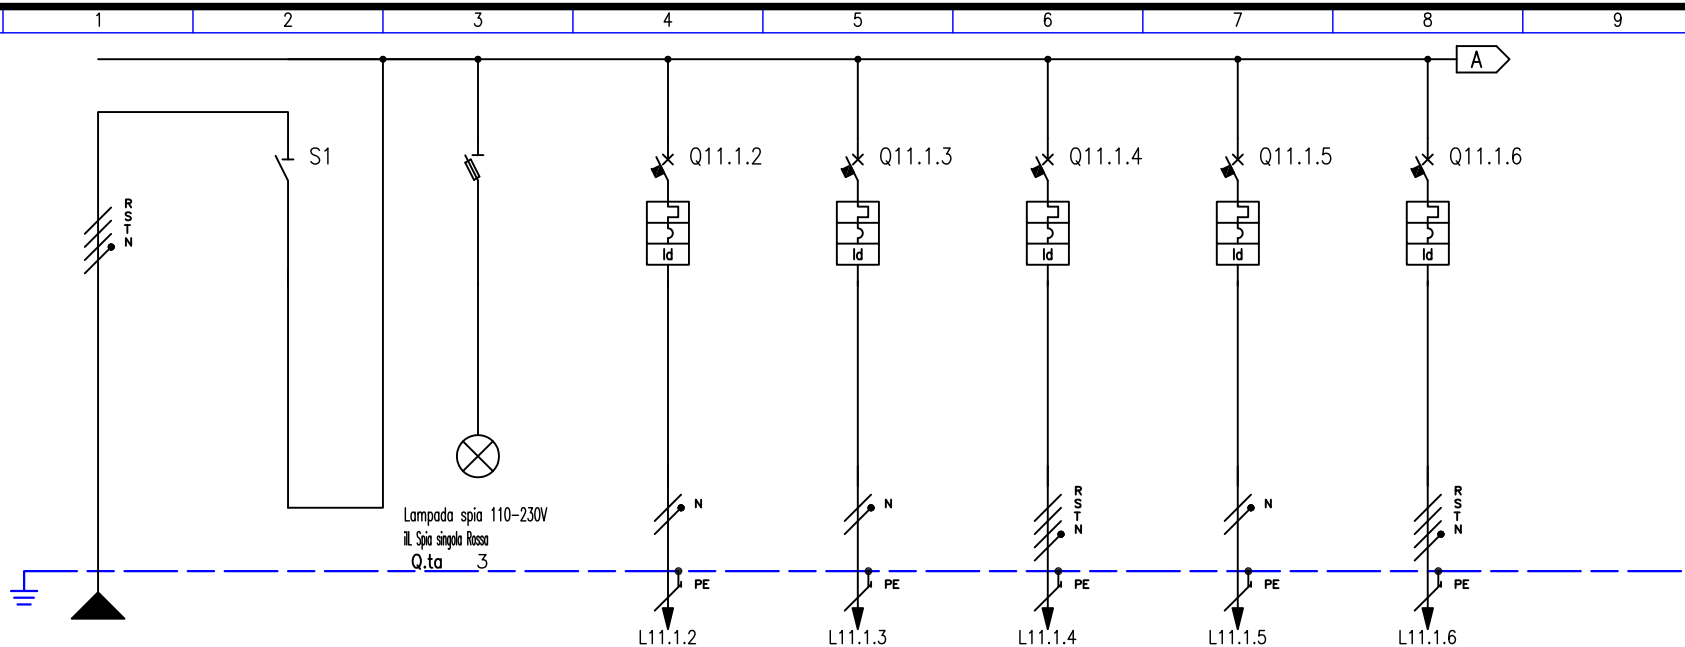 1 2 3 4 5 6 7 8 9
A
S1 Q11.1.2 Q11.1.3 Q11.1.4 Q11.1.5 Q11.1.6
R
S
T
N
Id Id Id Id Id
Lampada spia 110-230V
ill. Spia singola Rossa
Q.ta 3
N N R S T N N R S T N
PE PE PE PE PE
L11.1.2 L11.1.3 L11.1.4 L11.1.5 L11.1.6